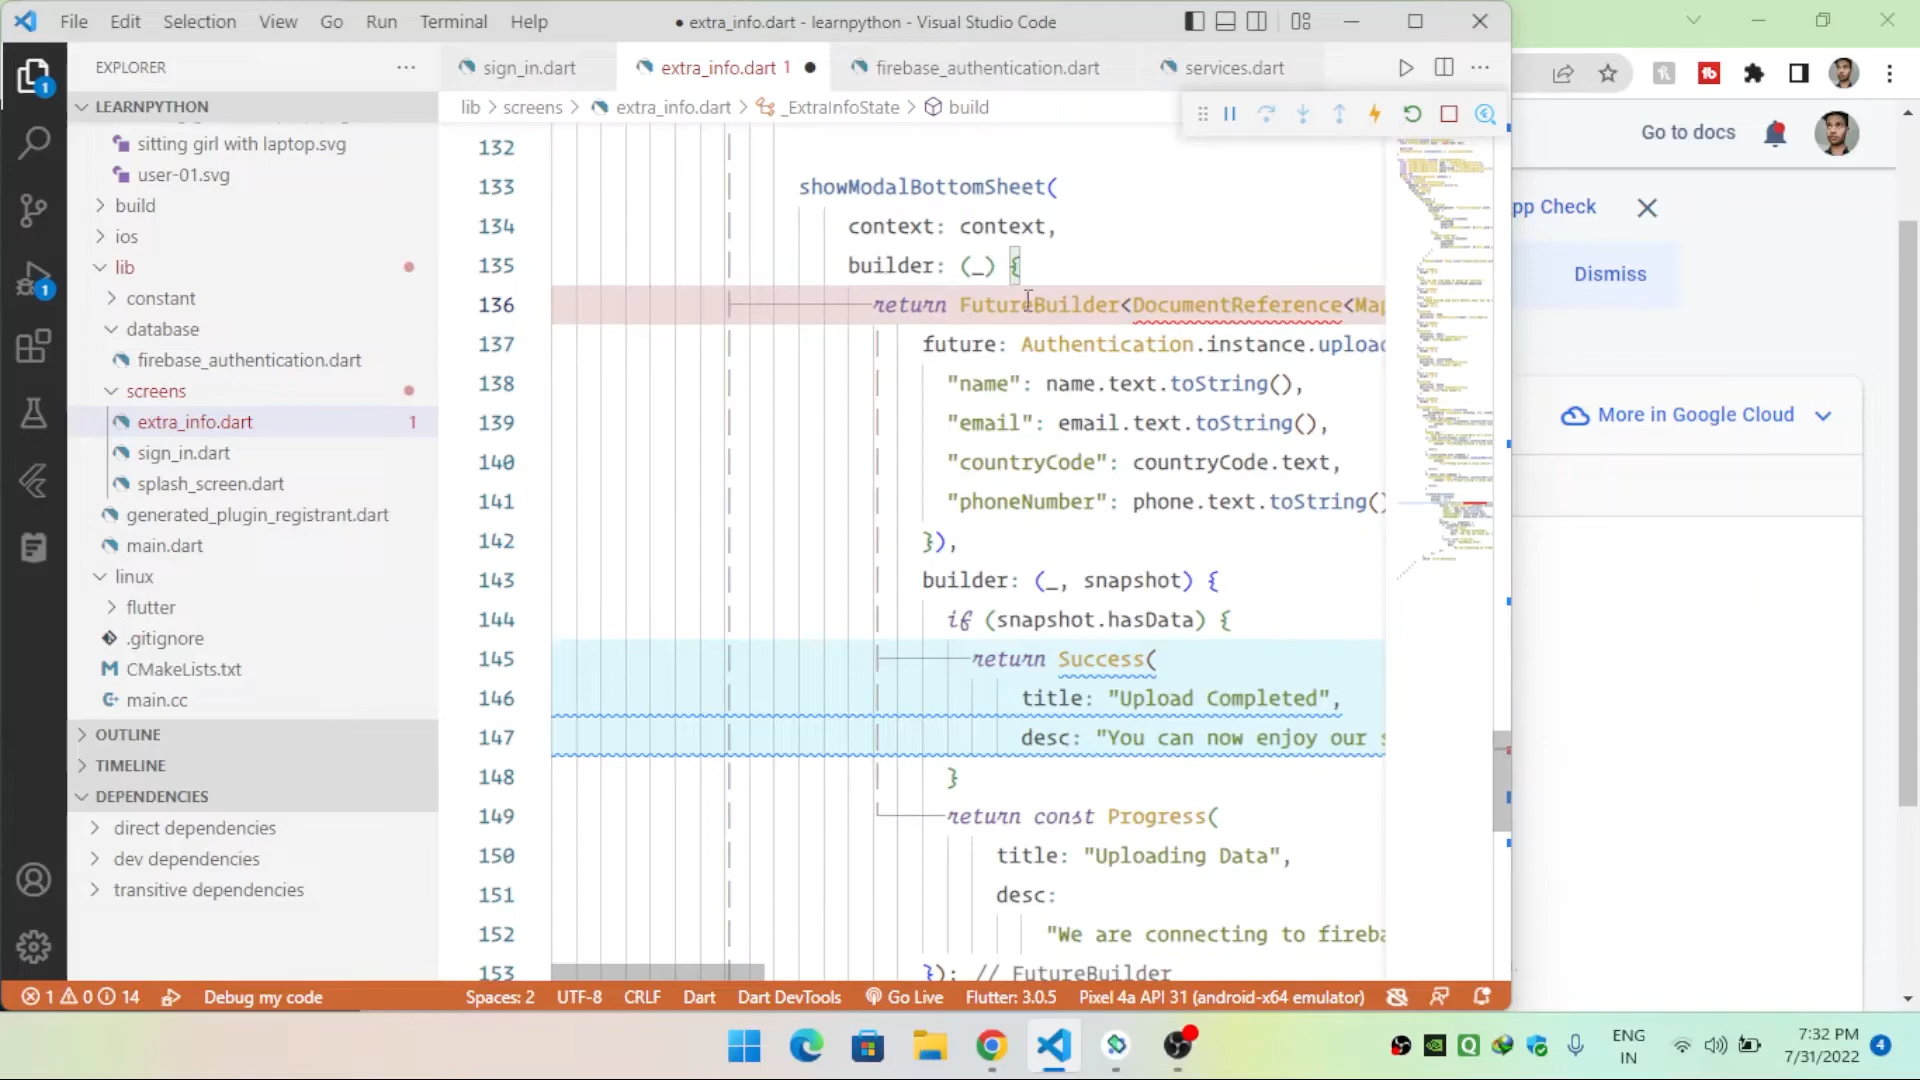 File Edit Selection View Go Run Terminal Help
● extra_info.dart - learnpython - Visual Studio Code
EXPLORER
sign_in.dart
extra_info.dart 1
firebase_authentication.dart
services.dart
LEARNPYTHON
lib > screens > extra_info.dart > _ExtraInfoState > build
sitting girl with laptop.svg
user-01.svg
build
ios
lib
constant
database
firebase_authentication.dart
screens
extra_info.dart 1
sign_in.dart
splash_screen.dart
generated_plugin_registrant.dart
main.dart
linux
flutter
.gitignore
CMakeLists.txt
main.cc
OUTLINE
TIMELINE
DEPENDENCIES
direct dependencies
dev dependencies
transitive dependencies
132
133 showModalBottomSheet(
134 context: context,
135 builder: (_) {
136 return FutureBuilder<DocumentReference<Map
137 future: Authentication.instance.upload
138 "name": name.text.toString(),
139 "email": email.text.toString(),
140 "countryCode": countryCode.text,
141 "phoneNumber": phone.text.toString()
142 }),
143 builder: (_, snapshot) {
144 if (snapshot.hasData) {
145 return Success(
146 title: "Upload Completed",
147 desc: "You can now enjoy our s
148 }
149 return const Progress(
150 title: "Uploading Data",
151 desc:
152 "We are connecting to fireba
153 }); // FutureBuilder
1 0 14 Debug my code
Spaces: 2 UTF-8 CRLF Dart Dart DevTools Go Live Flutter: 3.0.5 Pixel 4a API 31 (android-x64 emulator)
Go to docs
pp Check
Dismiss
More in Google Cloud
ENG
IN
7:32 PM
7/31/2022
4